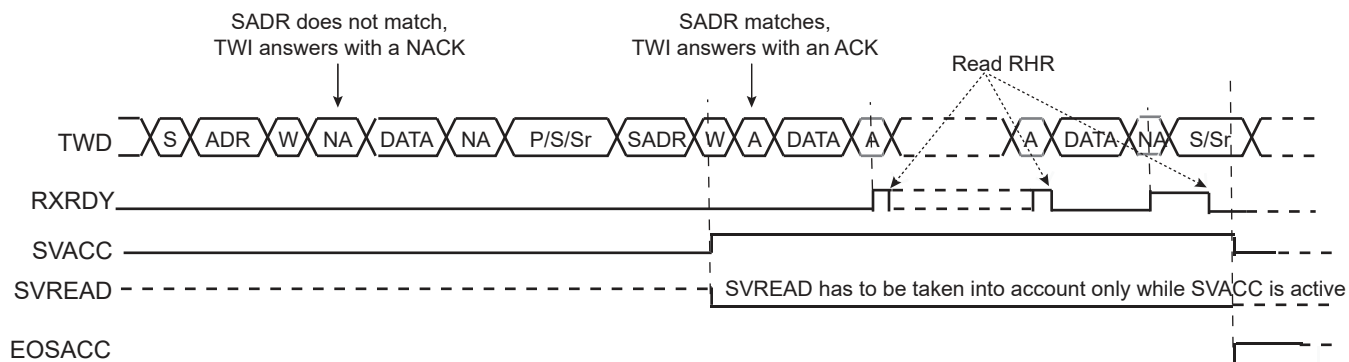 SADR does not match,
TWI answers with a NACK
SADR matches,
TWI answers with an ACK
Read RHR
TWD S ADR W NA DATA NA P/S/Sr SADR W A DATA A A DATA NA S/Sr
RXRDY
SVACC
SVREAD SVREAD has to be taken into account only while SVACC is active
EOSACC